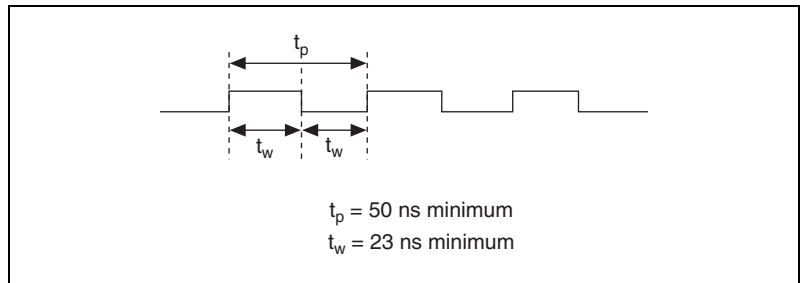 tp
tw tw
tp = 50 ns minimum
tw = 23 ns minimum